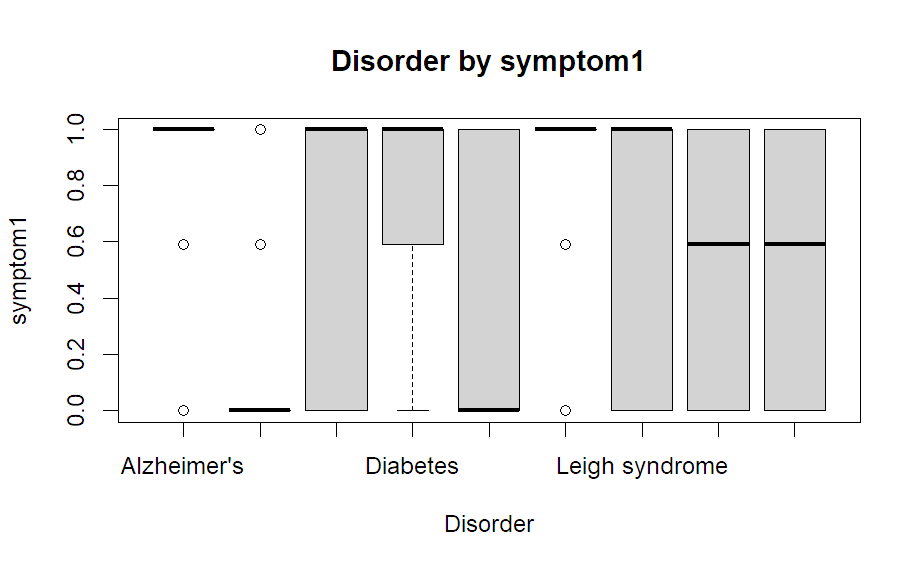 Disorder by symptom1
symptom1
1.0
0.8
0.6
0.4
0.2
0.0
Alzheimer's Diabetes Leigh syndrome
Disorder